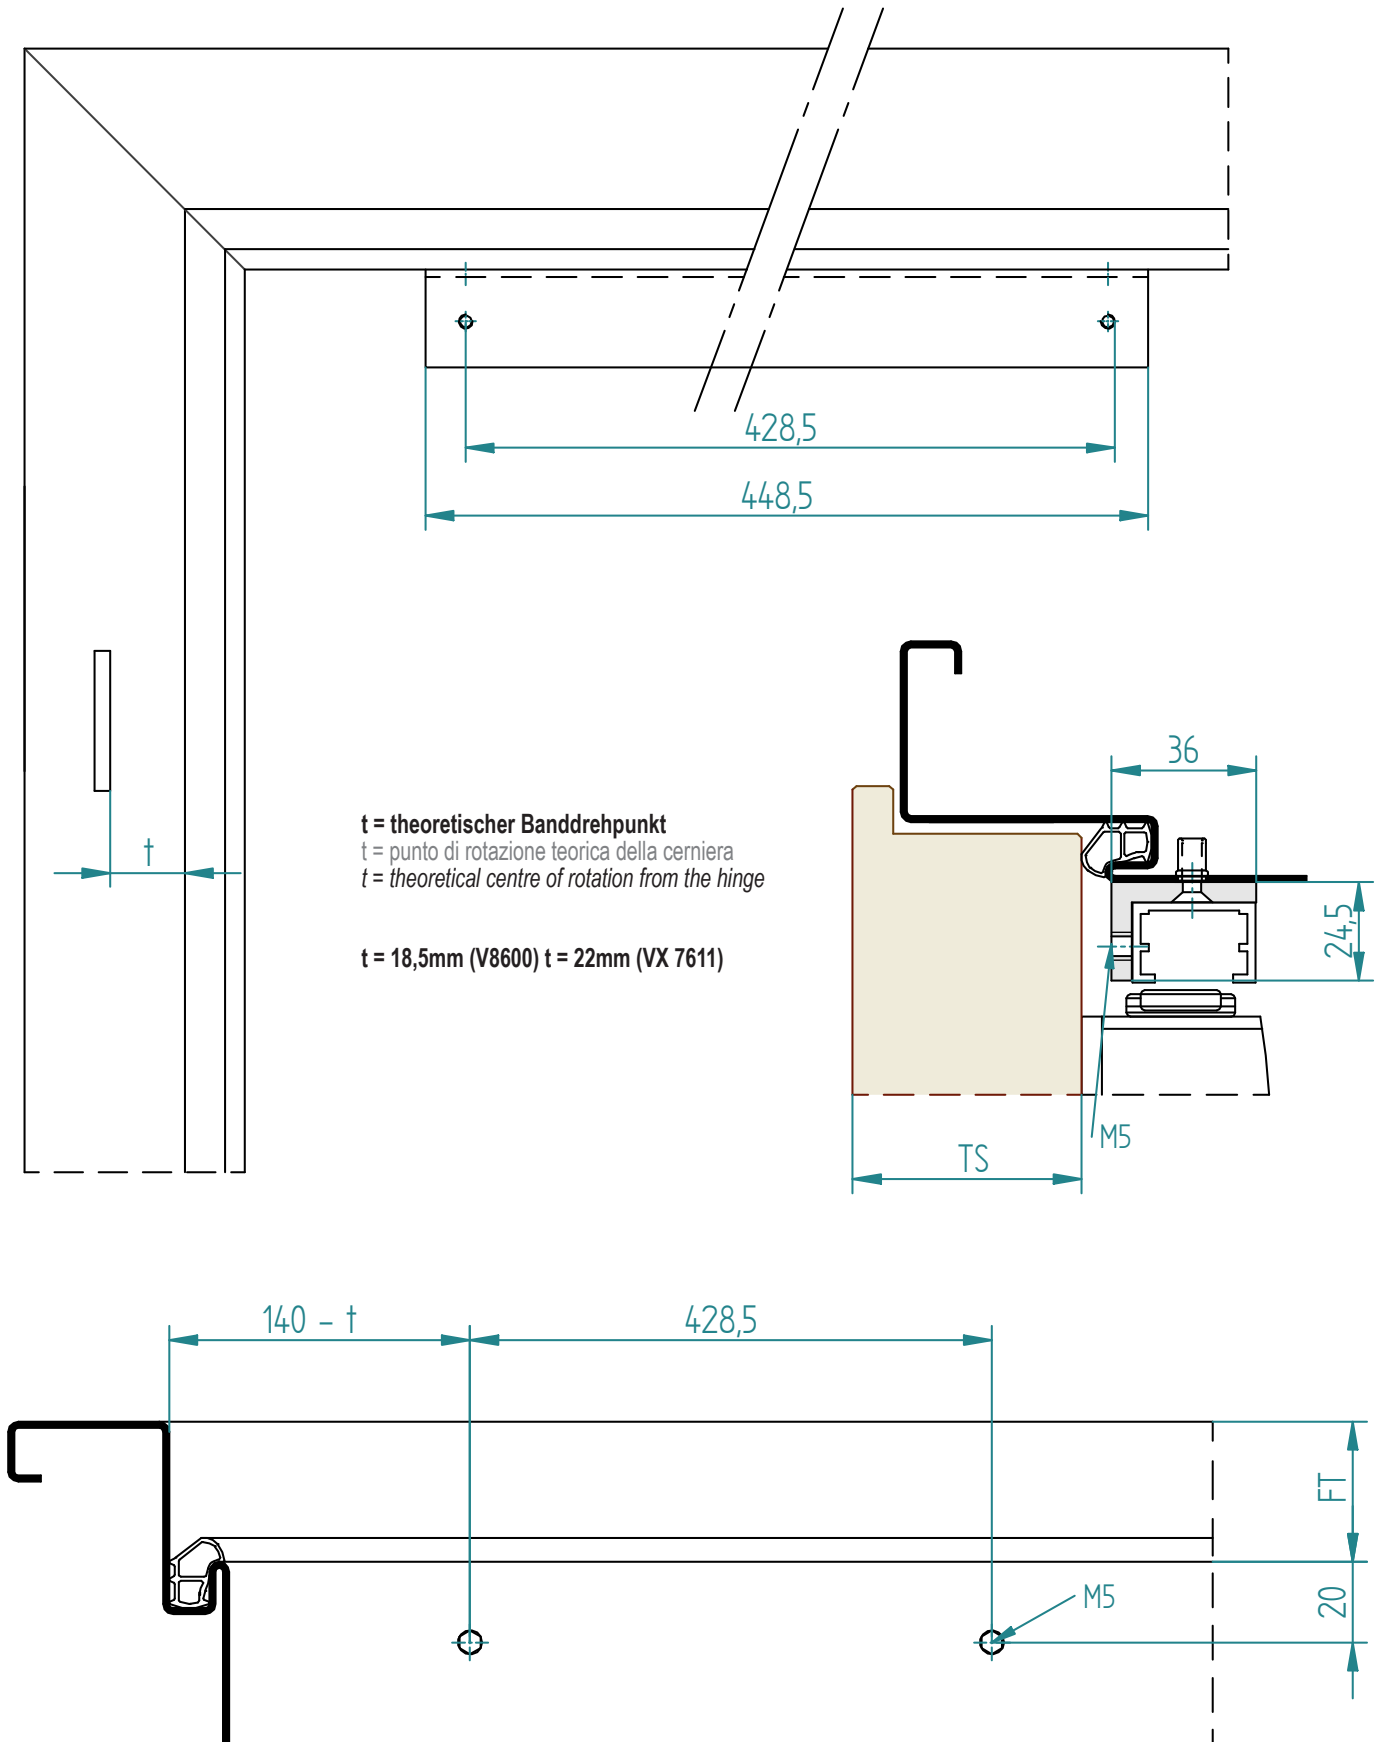 428,5
448,5
36
t
t = theoretischer Banddrehpunkt
t = punto di rotazione teorica della cerniera
t = theoretical centre of rotation from the hinge
24,5
t = 18,5mm (V8600) t = 22mm (VX 7611)
M5
TS
140 - t
428,5
FT
M5
20